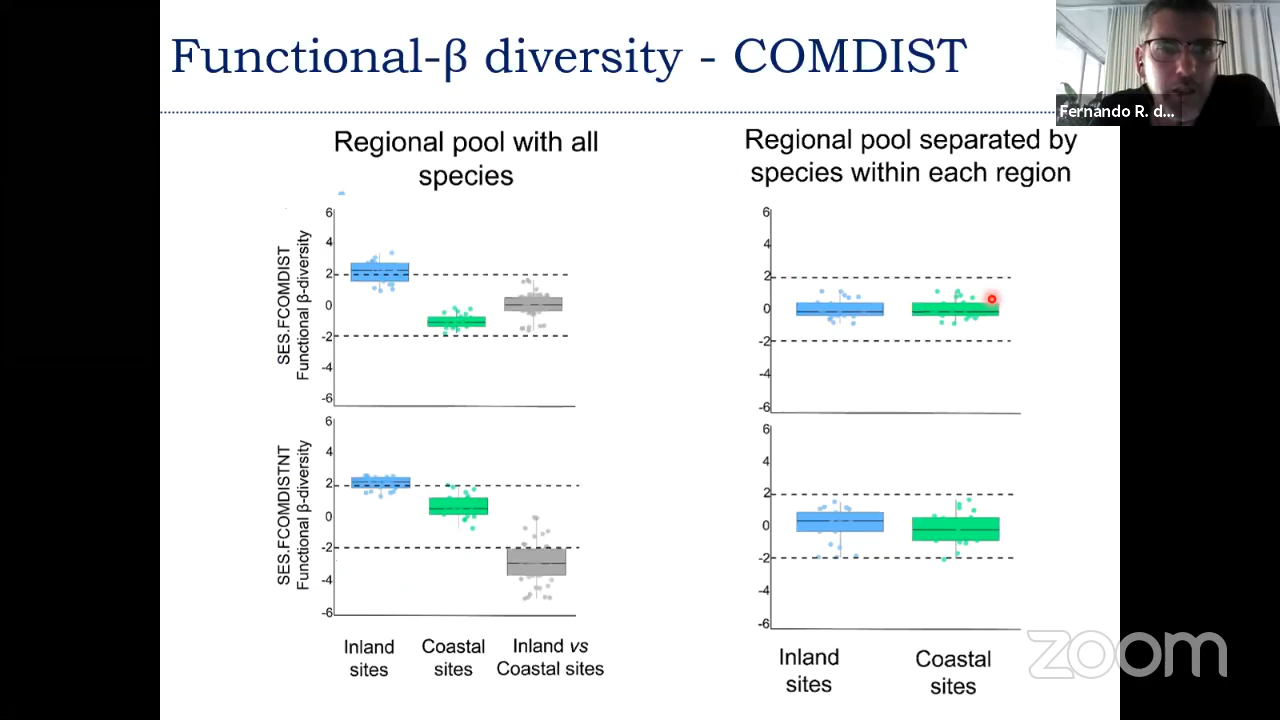 Functional-β diversity - COMDIST
Fernando R. d...
Regional pool with all
species
SES.FCOMDIST
Functional β-diversity
6
4
2
0
-2
-4
-6
SES.FCOMDISTNT
Functional β-diversity
6
4
2
0
-2
-4
-6
Inland
sites
Coastal
sites
Inland vs
Coastal sites
Regional pool separated by
species within each region
6
4
2
0
-2
-4
-6
6
4
2
0
-2
-4
-6
Inland
sites
Coastal
sites
zoom